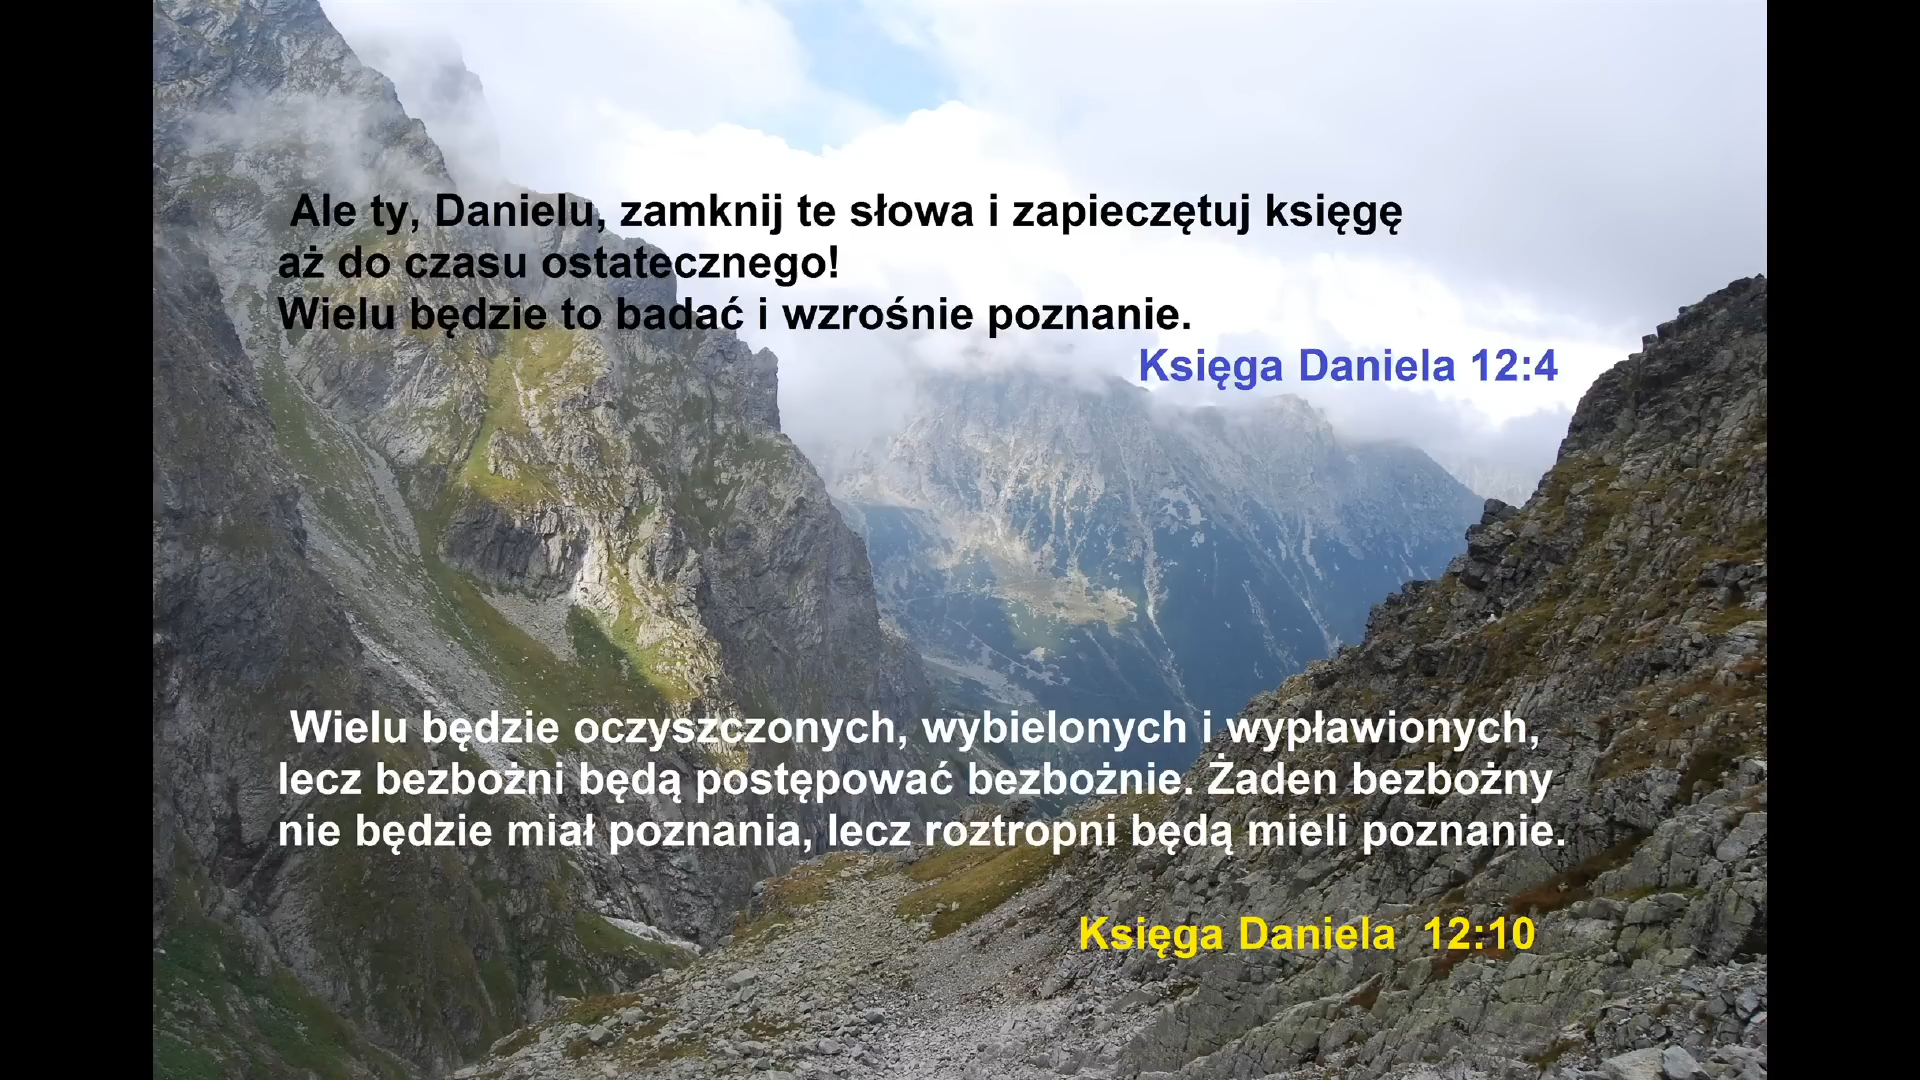 Ale ty, Danielu, zamknij te słowa i zapieczętuj księgę
aż do czasu ostatecznego!
Wielu będzie to badać i wzrośnie poznanie.
Księga Daniela 12:4
Wielu będzie oczyszczonych, wybielonych i wypławionych,
lecz bezbożni będą postępować bezbożnie. Żaden bezbożny
nie będzie miał poznania, lecz roztropni będą mieli poznanie.
Księga Daniela 12:10